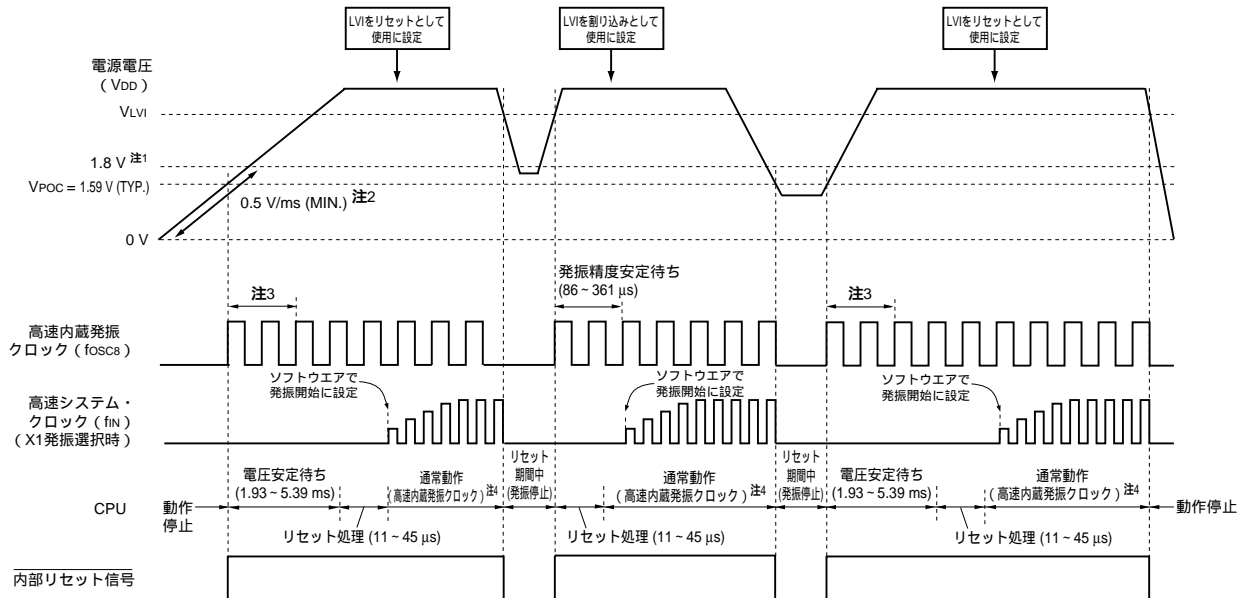 LVIをリセットとして
使用に設定
LVIを割り込みとして
使用に設定
LVIをリセットとして
使用に設定
電源電圧
（VDD）
VLVI
1.8 V 注1
VPOC = 1.59 V (TYP.)
0.5 V/ms (MIN.) 注2
0 V
注3
発振精度安定待ち
(86 ~ 361 μs)
注3
高速内蔵発振
クロック（fOSC8）
ソフトウエアで
発振開始に設定
ソフトウエアで
発振開始に設定
ソフトウエアで
発振開始に設定
高速システム・
クロック（fIN）
（X1発振選択時）
CPU
動作
停止
電圧安定待ち
(1.93 ~ 5.39 ms)
通常動作
(高速内蔵発振クロック) 注4
リセット
期間中
(発振停止)
通常動作
(高速内蔵発振クロック) 注4
リセット
期間中
(発振停止)
電圧安定待ち
(1.93 ~ 5.39 ms)
通常動作
(高速内蔵発振クロック) 注4
動作停止
リセット処理 (11 ~ 45 μs)
リセット処理 (11 ~ 45 μs)
リセット処理 (11 ~ 45 μs)
内部リセット信号